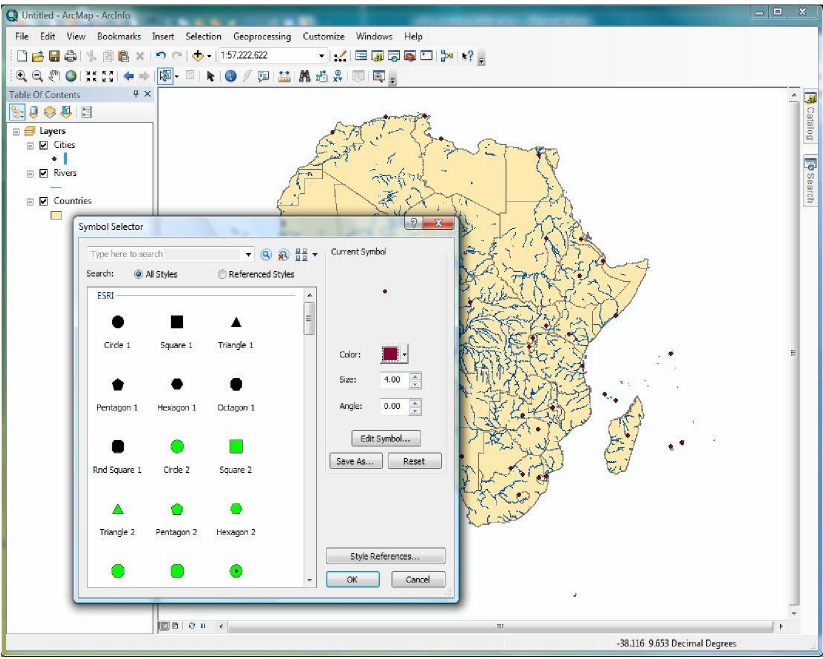 Untitled - ArcMap - ArcInfo
File Edit View Bookmarks Insert Selection Geoprocessing Customize Windows Help
1:57,222,622
Table Of Contents
Layers
Cities
Rivers
Countries
Catalog
Search
Symbol Selector
Type here to search
Search: All Styles Referenced Styles
ESRI
Circle 1 Square 1 Triangle 1
Pentagon 1 Hexagon 1 Octagon 1
Rnd Square 1 Circle 2 Square 2
Triangle 2 Pentagon 2 Hexagon 2
Current Symbol
Color:
Size: 4.00
Angle: 0.00
Edit Symbol...
Save As... Reset
Style References...
OK Cancel
-38.116 9.653 Decimal Degrees